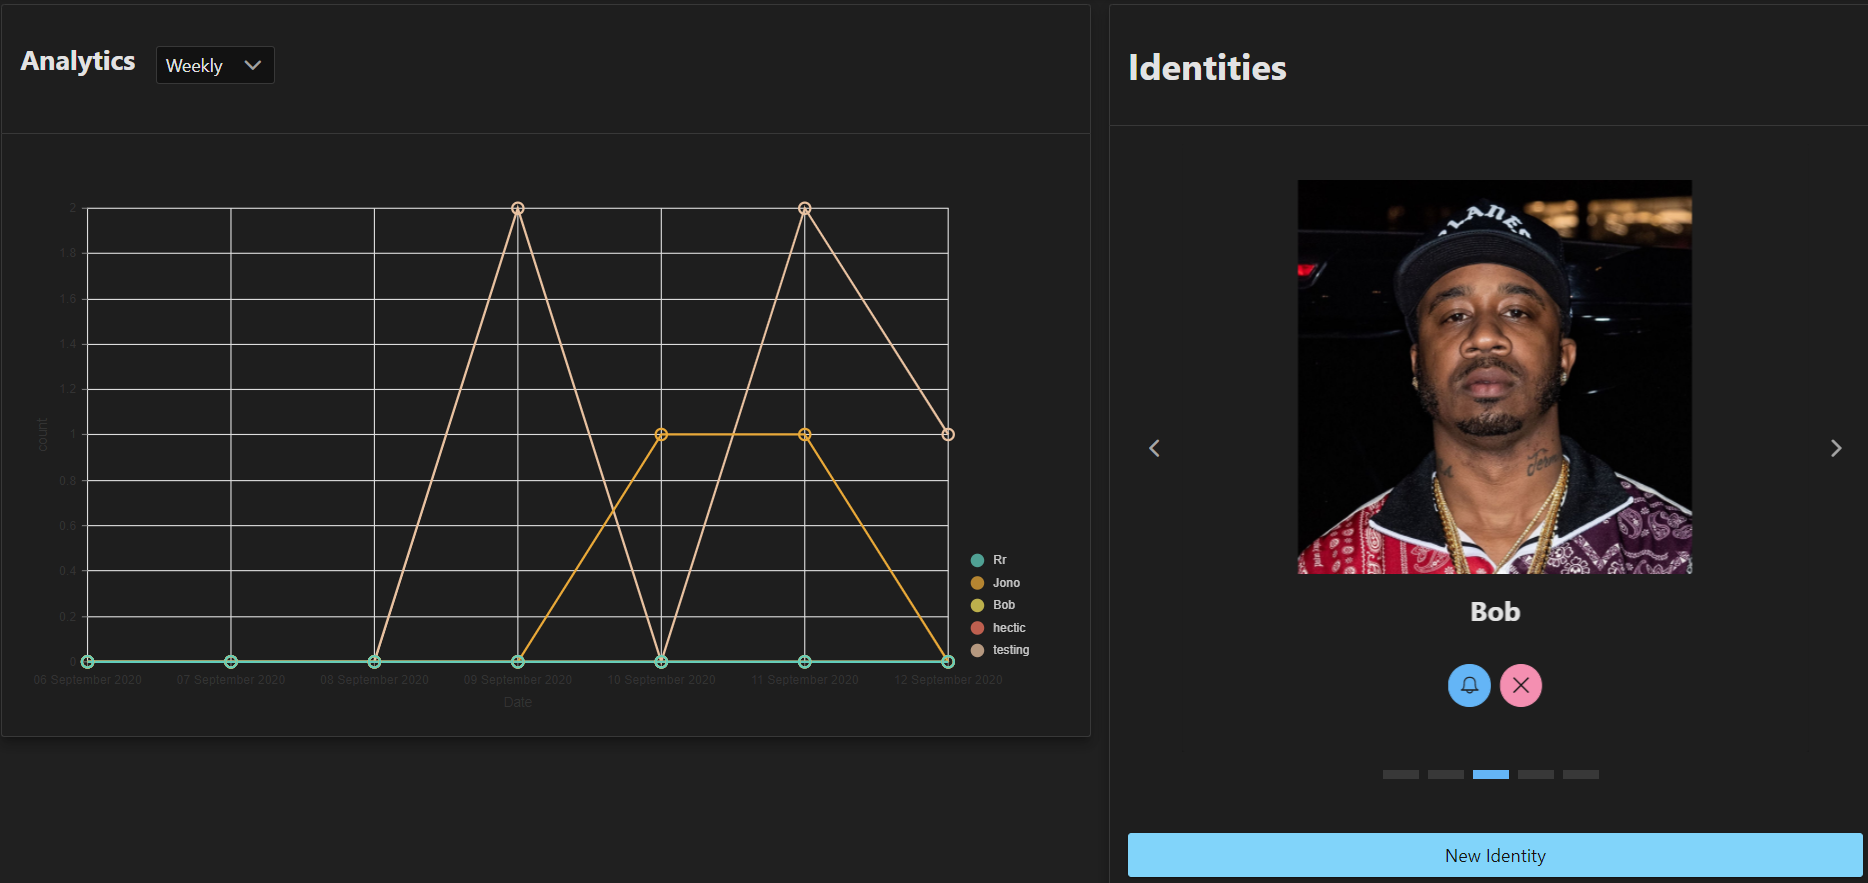 Analytics
Weekly
2
1.8
1.6
1.4
1.2
count
1
0.8
0.6
0.4
0.2
0
06 September 2020
07 September 2020
08 September 2020
09 September 2020
10 September 2020
11 September 2020
12 September 2020
Date
Rr
Jono
Bob
hectic
testing
Identities
PLANES
Bob
New Identity